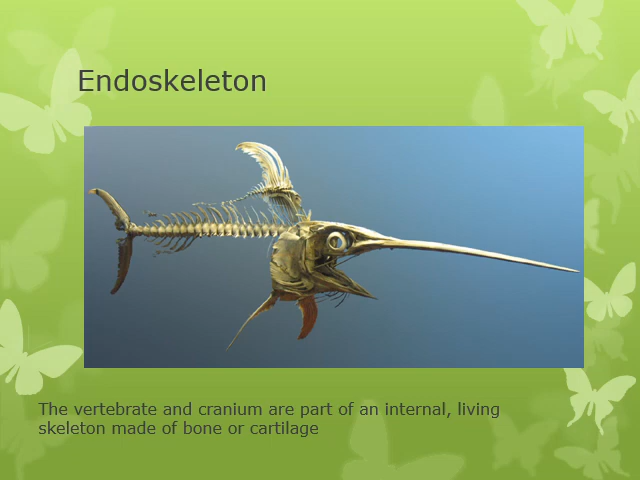 Endoskeleton
The vertebrate and cranium are part of an internal, living
skeleton made of bone or cartilage